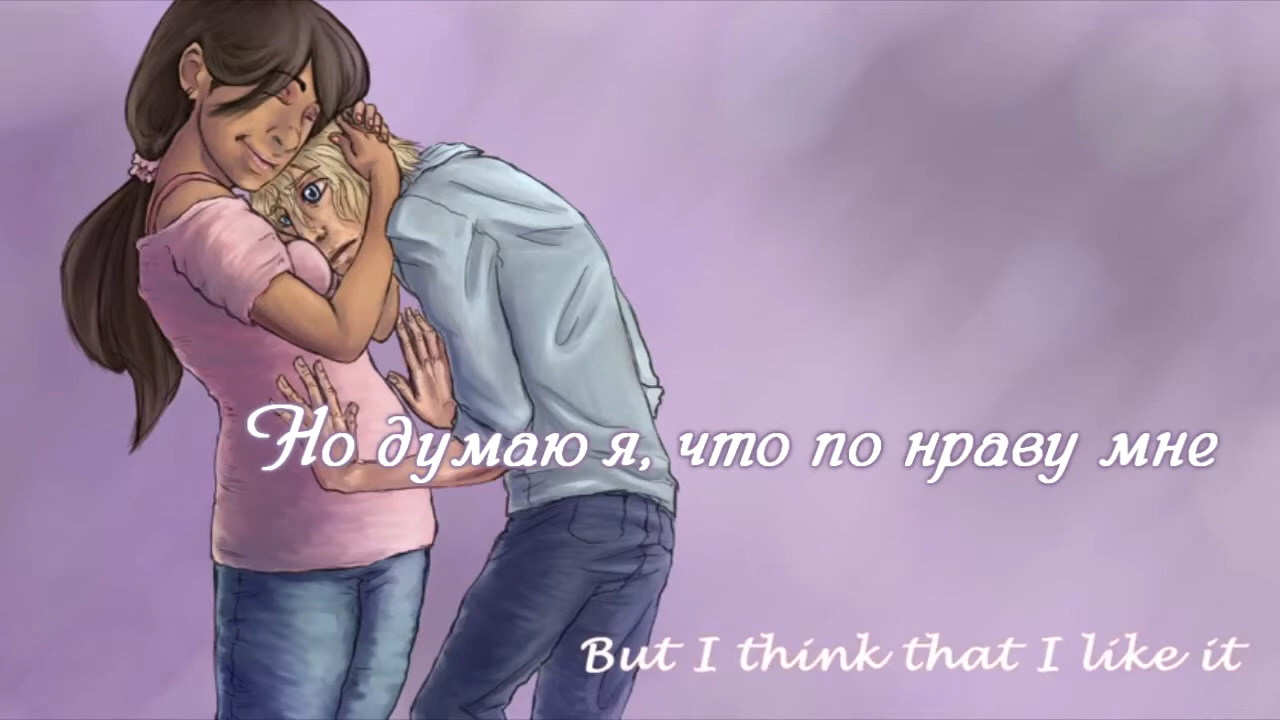 Но думаю я, что по нраву мне
But I think that I like it